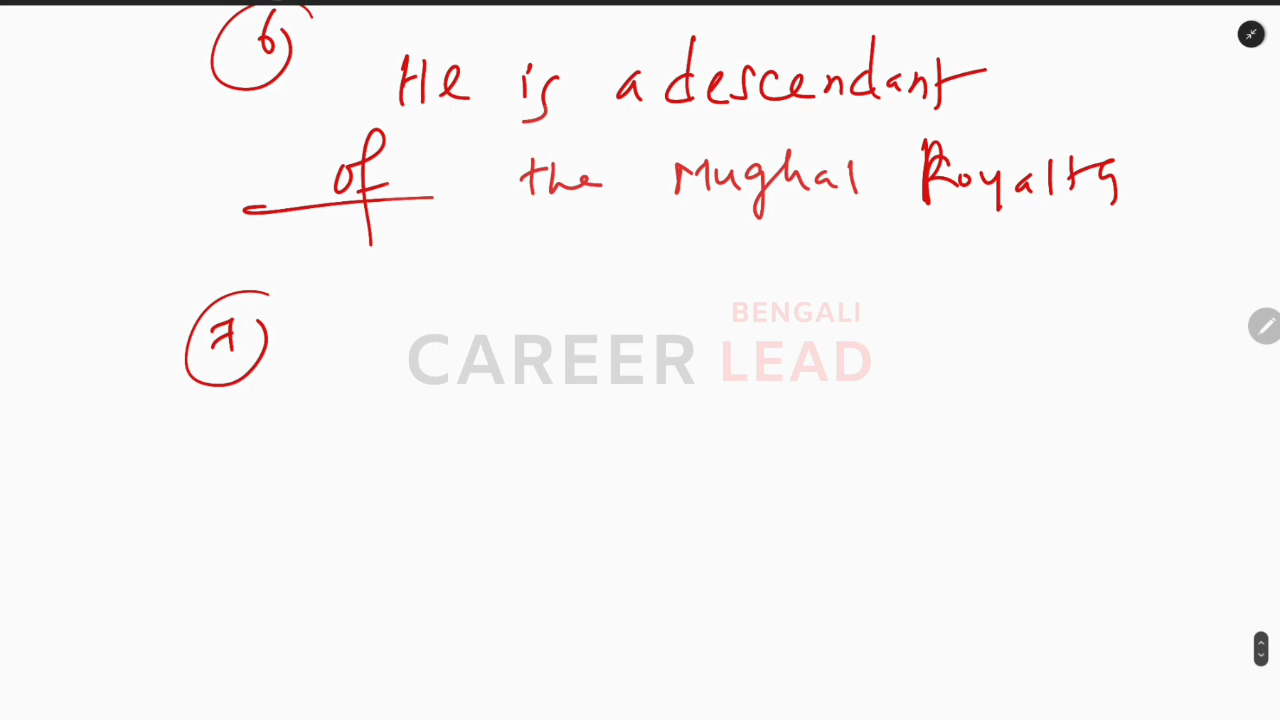 6
He is a descendant
of the Mughal Royalty
7
BENGALI
CAREER LEAD